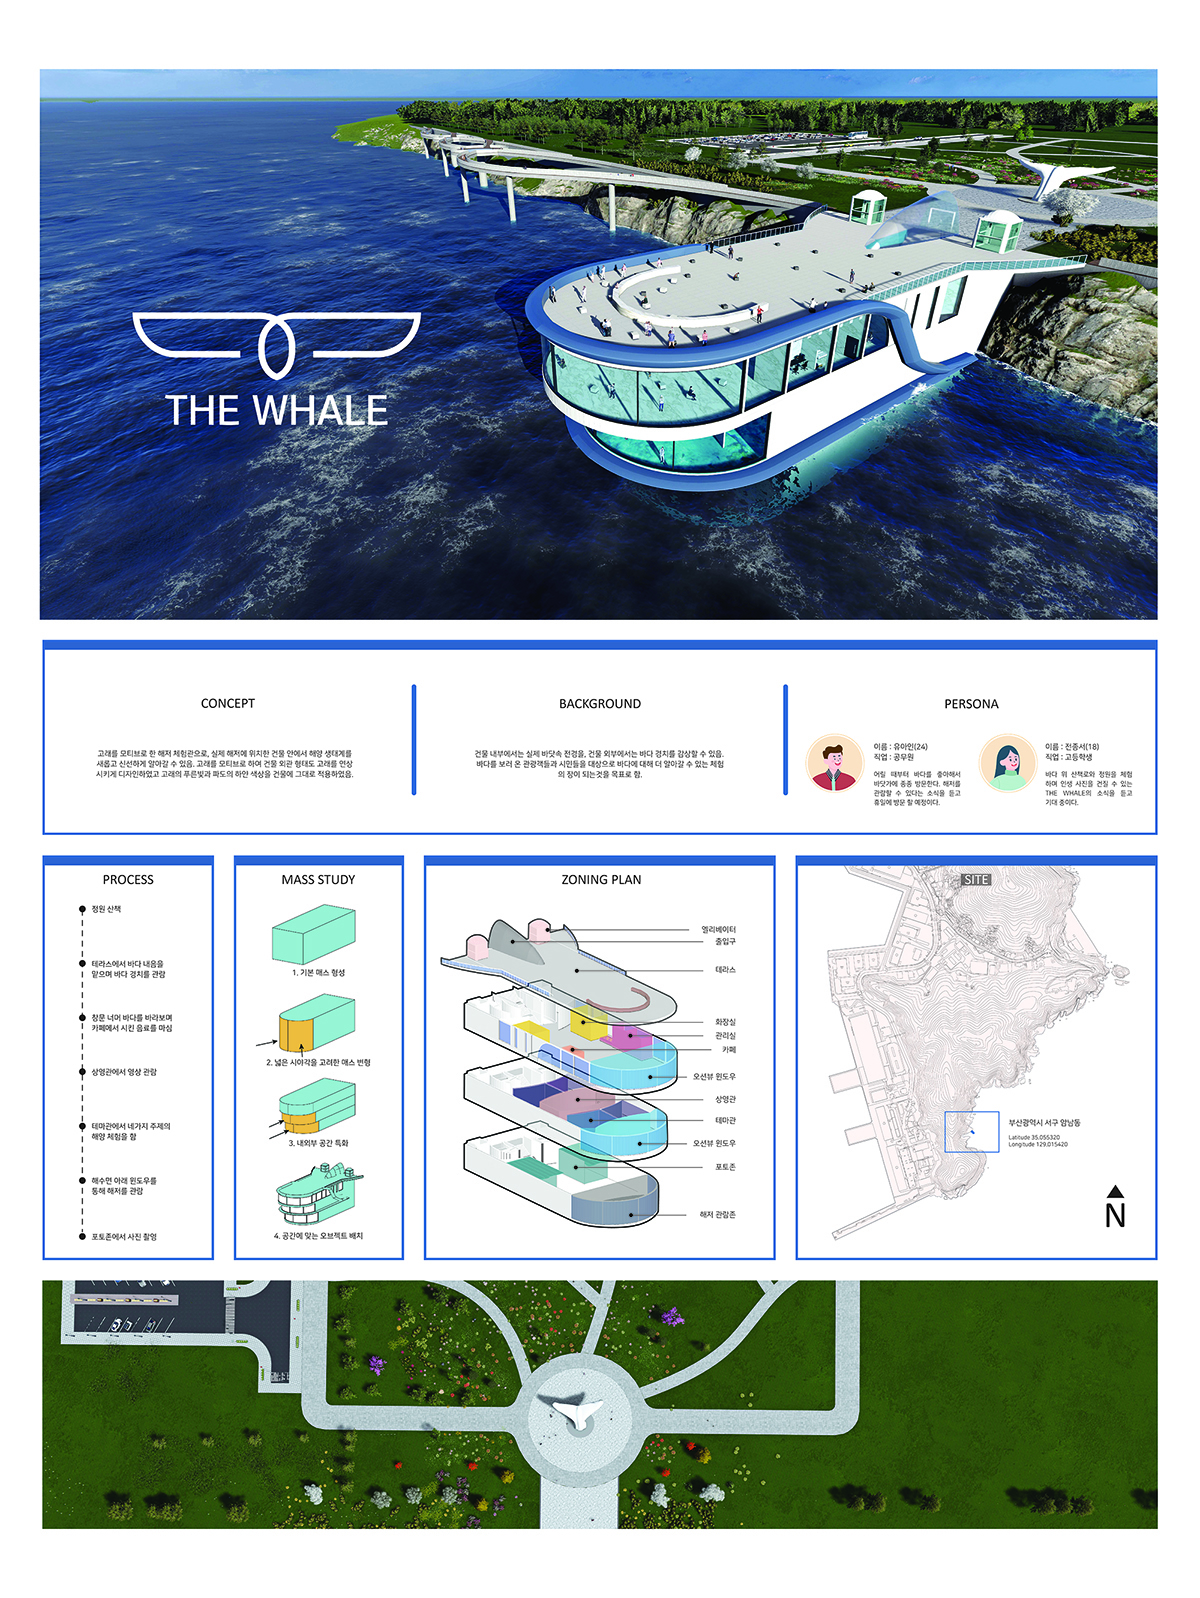 THE WHALE
CONCEPT
고래를 모티브로 한 해저 체험관으로, 실제 해저에 위치한 건물 안에서 해양 생태계를
새롭고 신선하게 알아갈 수 있음. 고래를 모티브로 하여 건물 외관 형태도 고래를 연상
시키게 디자인하였고 고래의 푸른빛과 파도의 하얀 색상을 건물에 그대로 적용하였음.
BACKGROUND
건물 내부에서는 실제 바닷속 전경을, 건물 외부에서는 바다 경치를 감상할 수 있음.
바다를 보러 온 관광객들과 시민들을 대상으로 바다에 대해 더 알아갈 수 있는 체험
의 장이 되는것을 목표로 함.
PERSONA
이름 : 유아인(24)
직업 : 공무원
어릴 때부터 바다를 좋아해서
바닷가에 종종 방문한다. 해저를
관람할 수 있다는 소식을 듣고
휴일에 방문 할 예정이다.
이름 : 전종서(18)
직업 : 고등학생
바다 위 산책로와 정원을 체험
하며 인생 사진을 건질 수 있는
THE WHALE의 소식을 듣고
기대 중이다.
PROCESS
정원 산책
테라스에서 바다 내음을
맡으며 바다 경치를 관람
창문 너머 바다를 바라보며
카페에서 시킨 음료를 마심
상영관에서 영상 관람
테마관에서 네가지 주제의
해양 체험을 함
해수면 아래 윈도우를
통해 해저를 관람
포토존에서 사진 촬영
MASS STUDY
1. 기본 매스 형성
2. 넓은 시야각을 고려한 매스 변형
3. 내외부 공간 특화
4. 공간에 맞는 오브젝트 배치
ZONING PLAN
엘리베이터
출입구
테라스
화장실
관리실
카페
오션뷰 윈도우
상영관
테마관
오션뷰 윈도우
포토존
해저 관람존
SITE
부산광역시 서구 암남동
Latitude 35.055320
Longitude 129.015420
N